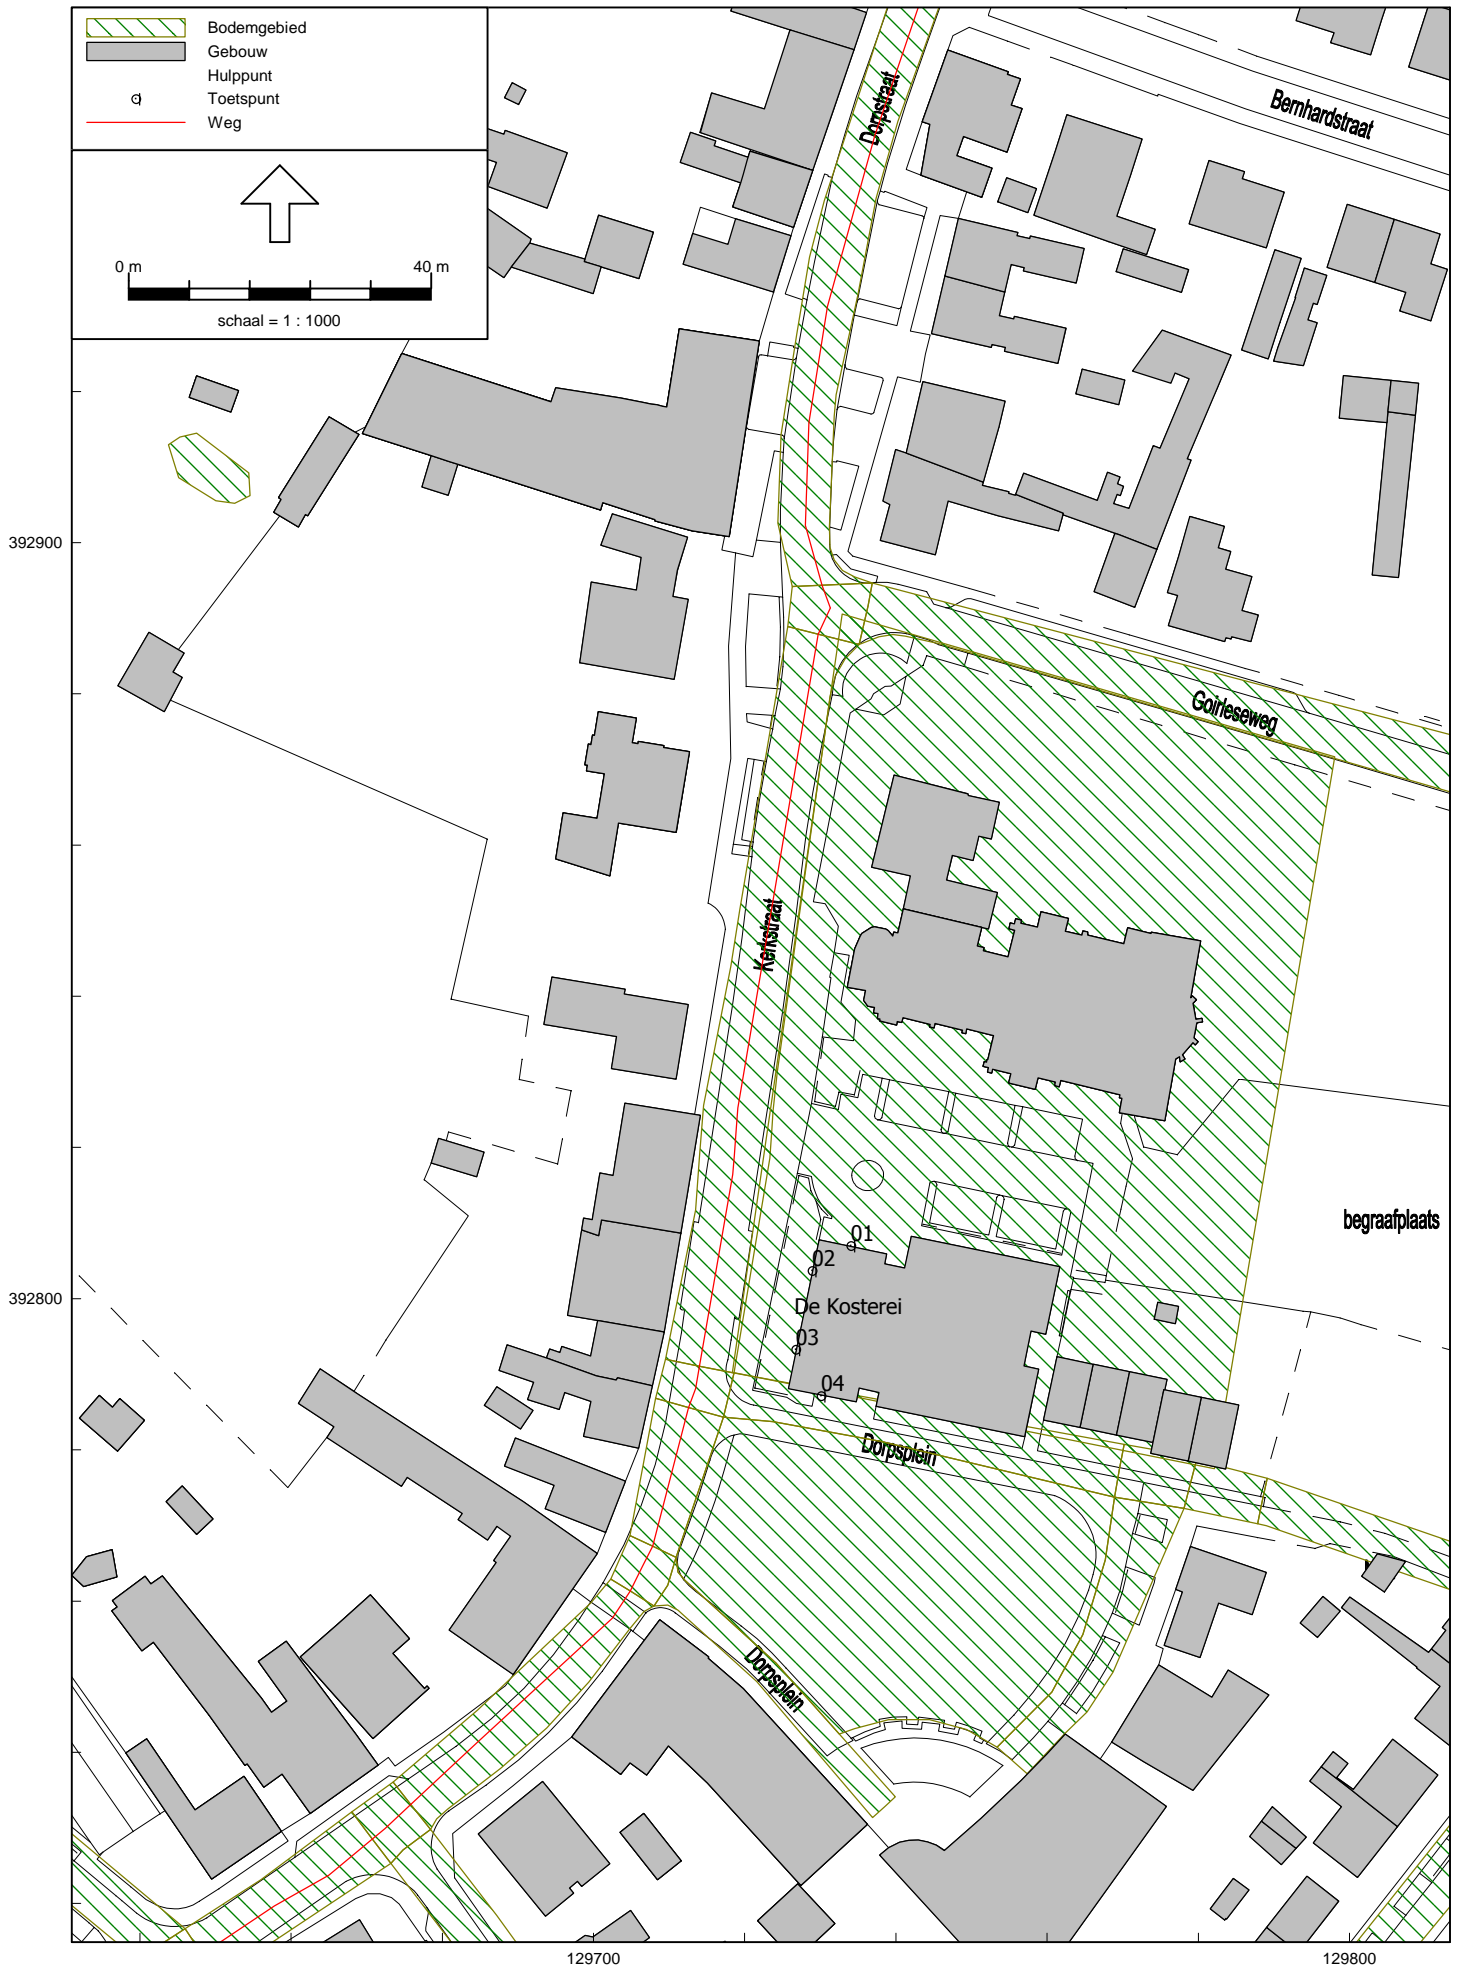 Bodemgebied
Gebouw
Hulppunt
Toetspunt
Weg
0 m 40 m
schaal = 1 : 1000
Dorpstraat
Bernhardstraat
392900
Goirleseweg
Kerkstraat
begraafplaats
01
02
392800
De Kosterei
03
04
Dorpsplein
Dorpsplein
129700 129800